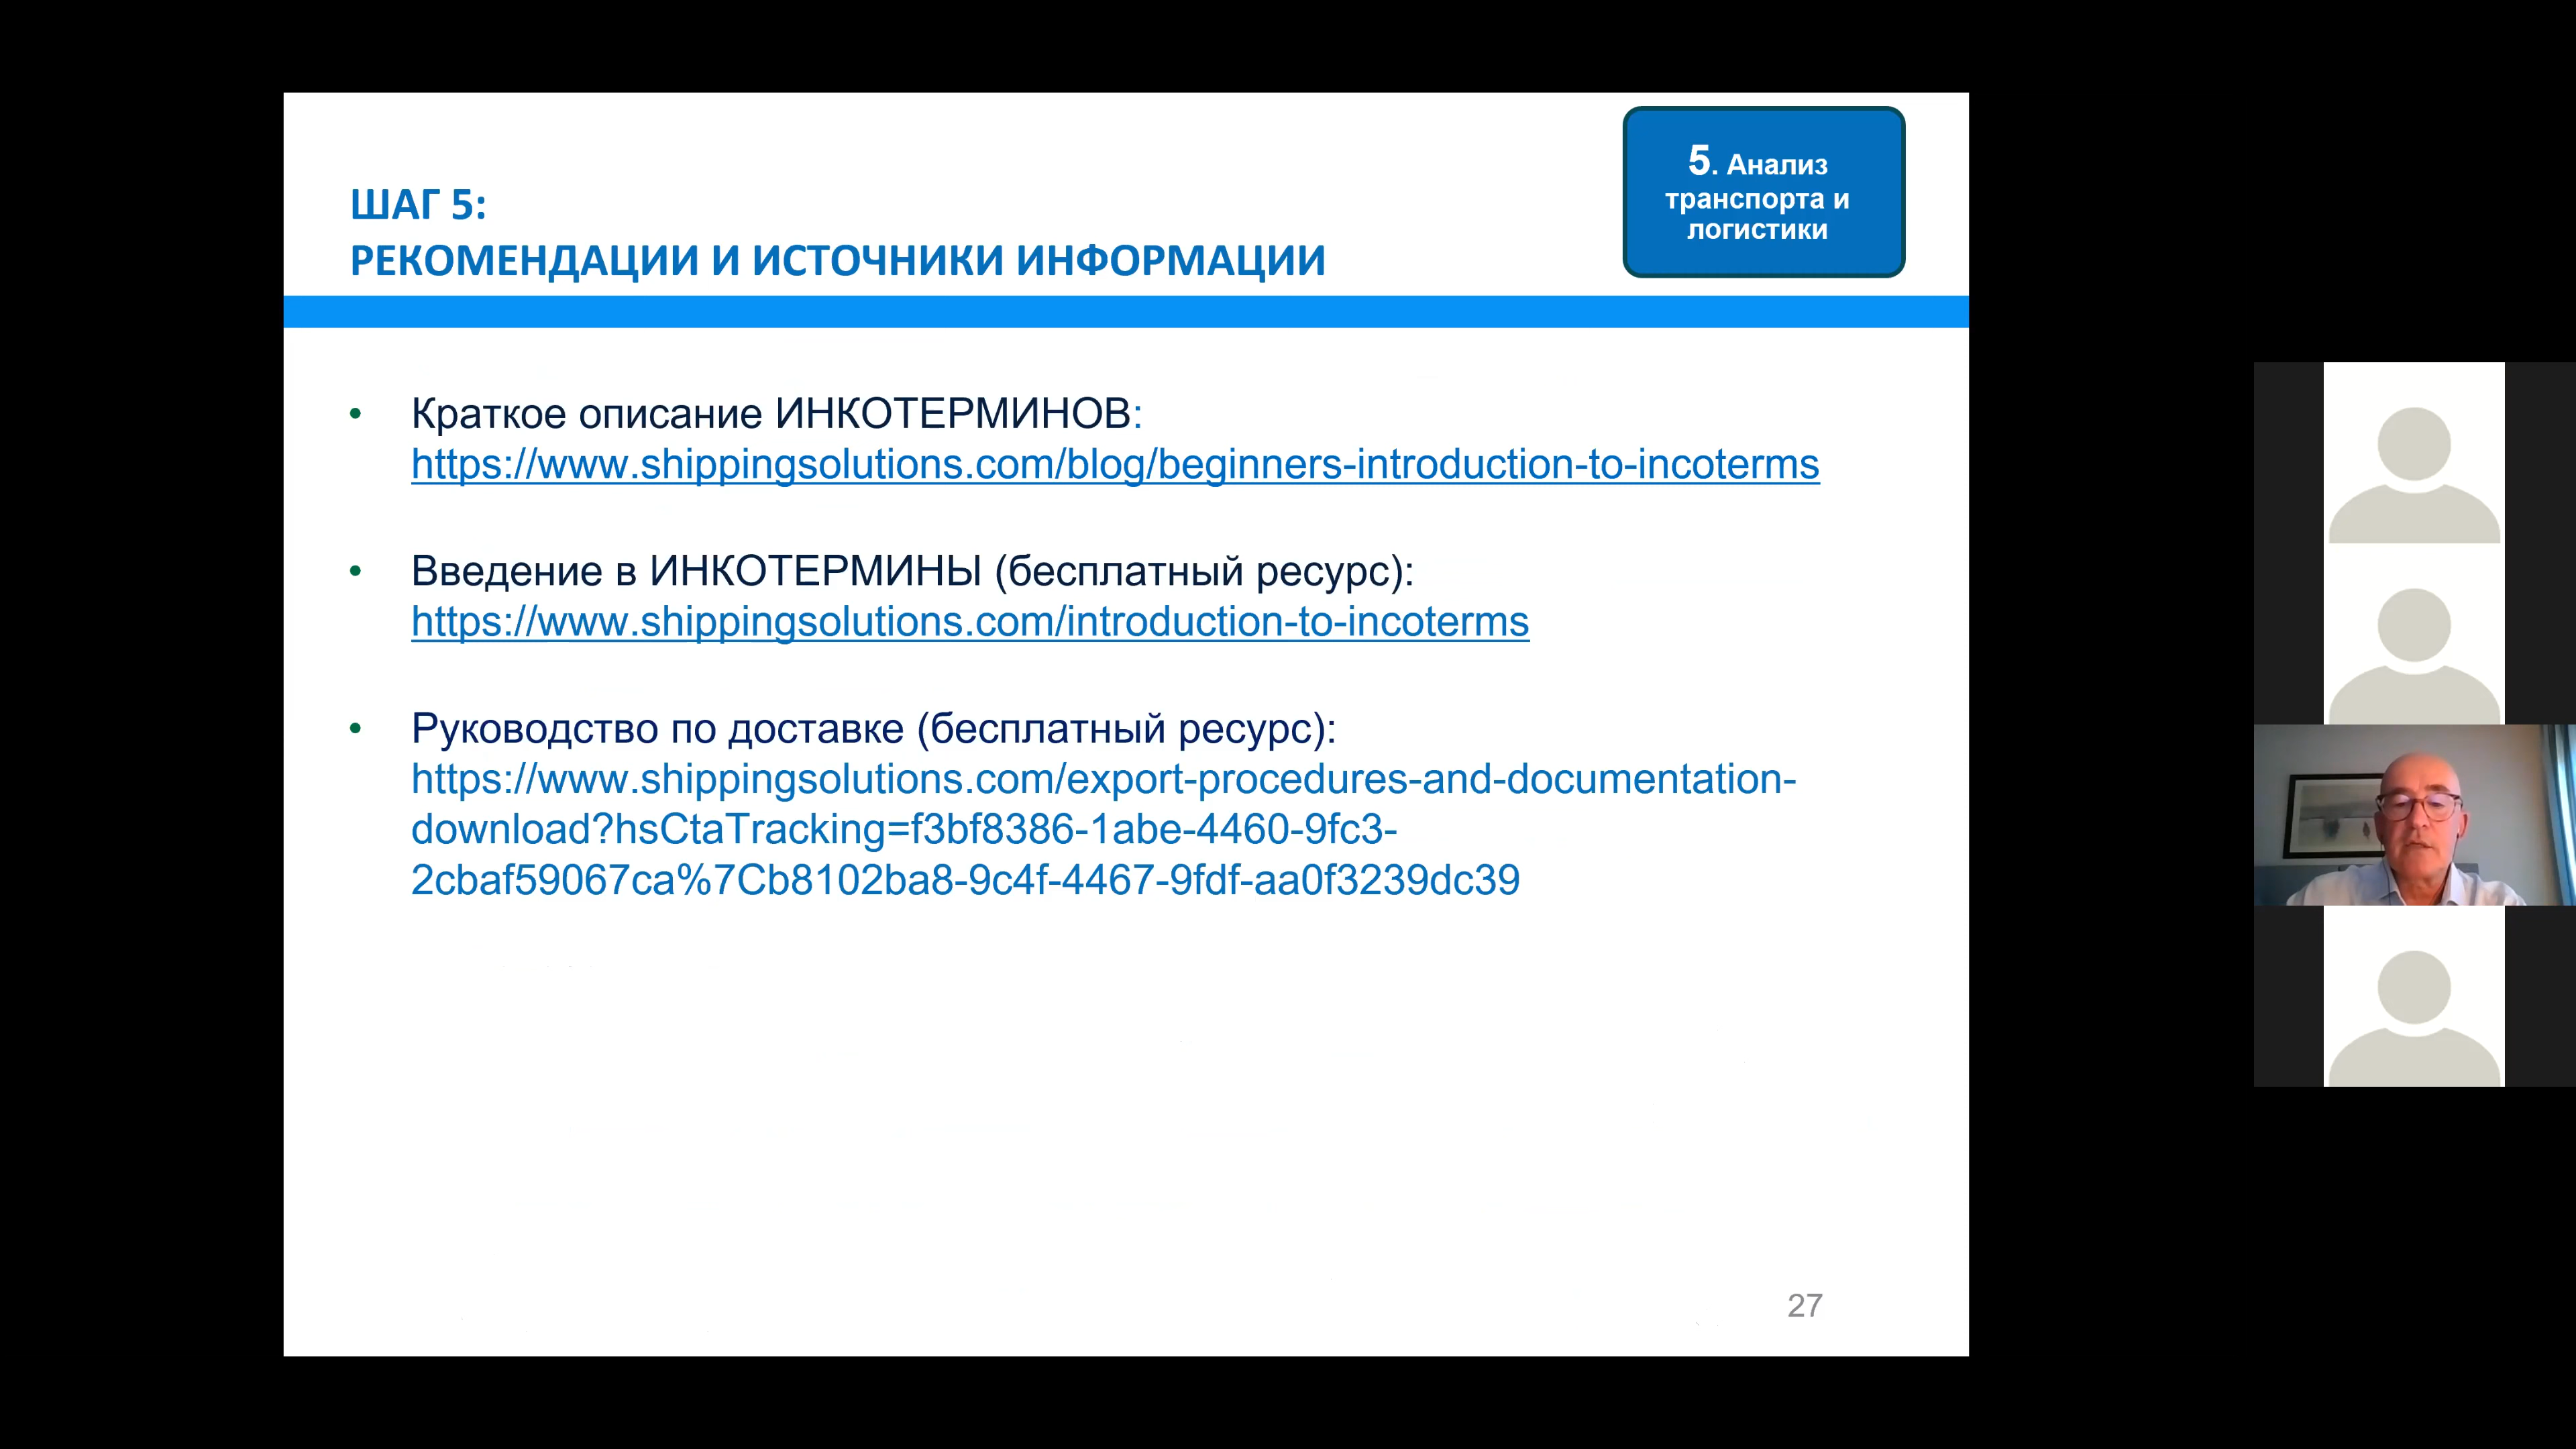 5. Анализ
транспорта и
логистики
ШАГ 5:
РЕКОМЕНДАЦИИ И ИСТОЧНИКИ ИНФОРМАЦИИ
• Краткое описание ИНКОТЕРМИНОВ:
https://www.shippingsolutions.com/blog/beginners-introduction-to-incoterms
• Введение в ИНКОТЕРМИНЫ (бесплатный ресурс):
https://www.shippingsolutions.com/introduction-to-incoterms
• Руководство по доставке (бесплатный ресурс):
https://www.shippingsolutions.com/export-procedures-and-documentation-
download?hsCtaTracking=f3bf8386-1abe-4460-9fc3-
2cbaf59067ca%7Cb8102ba8-9c4f-4467-9fdf-aa0f3239dc39
27